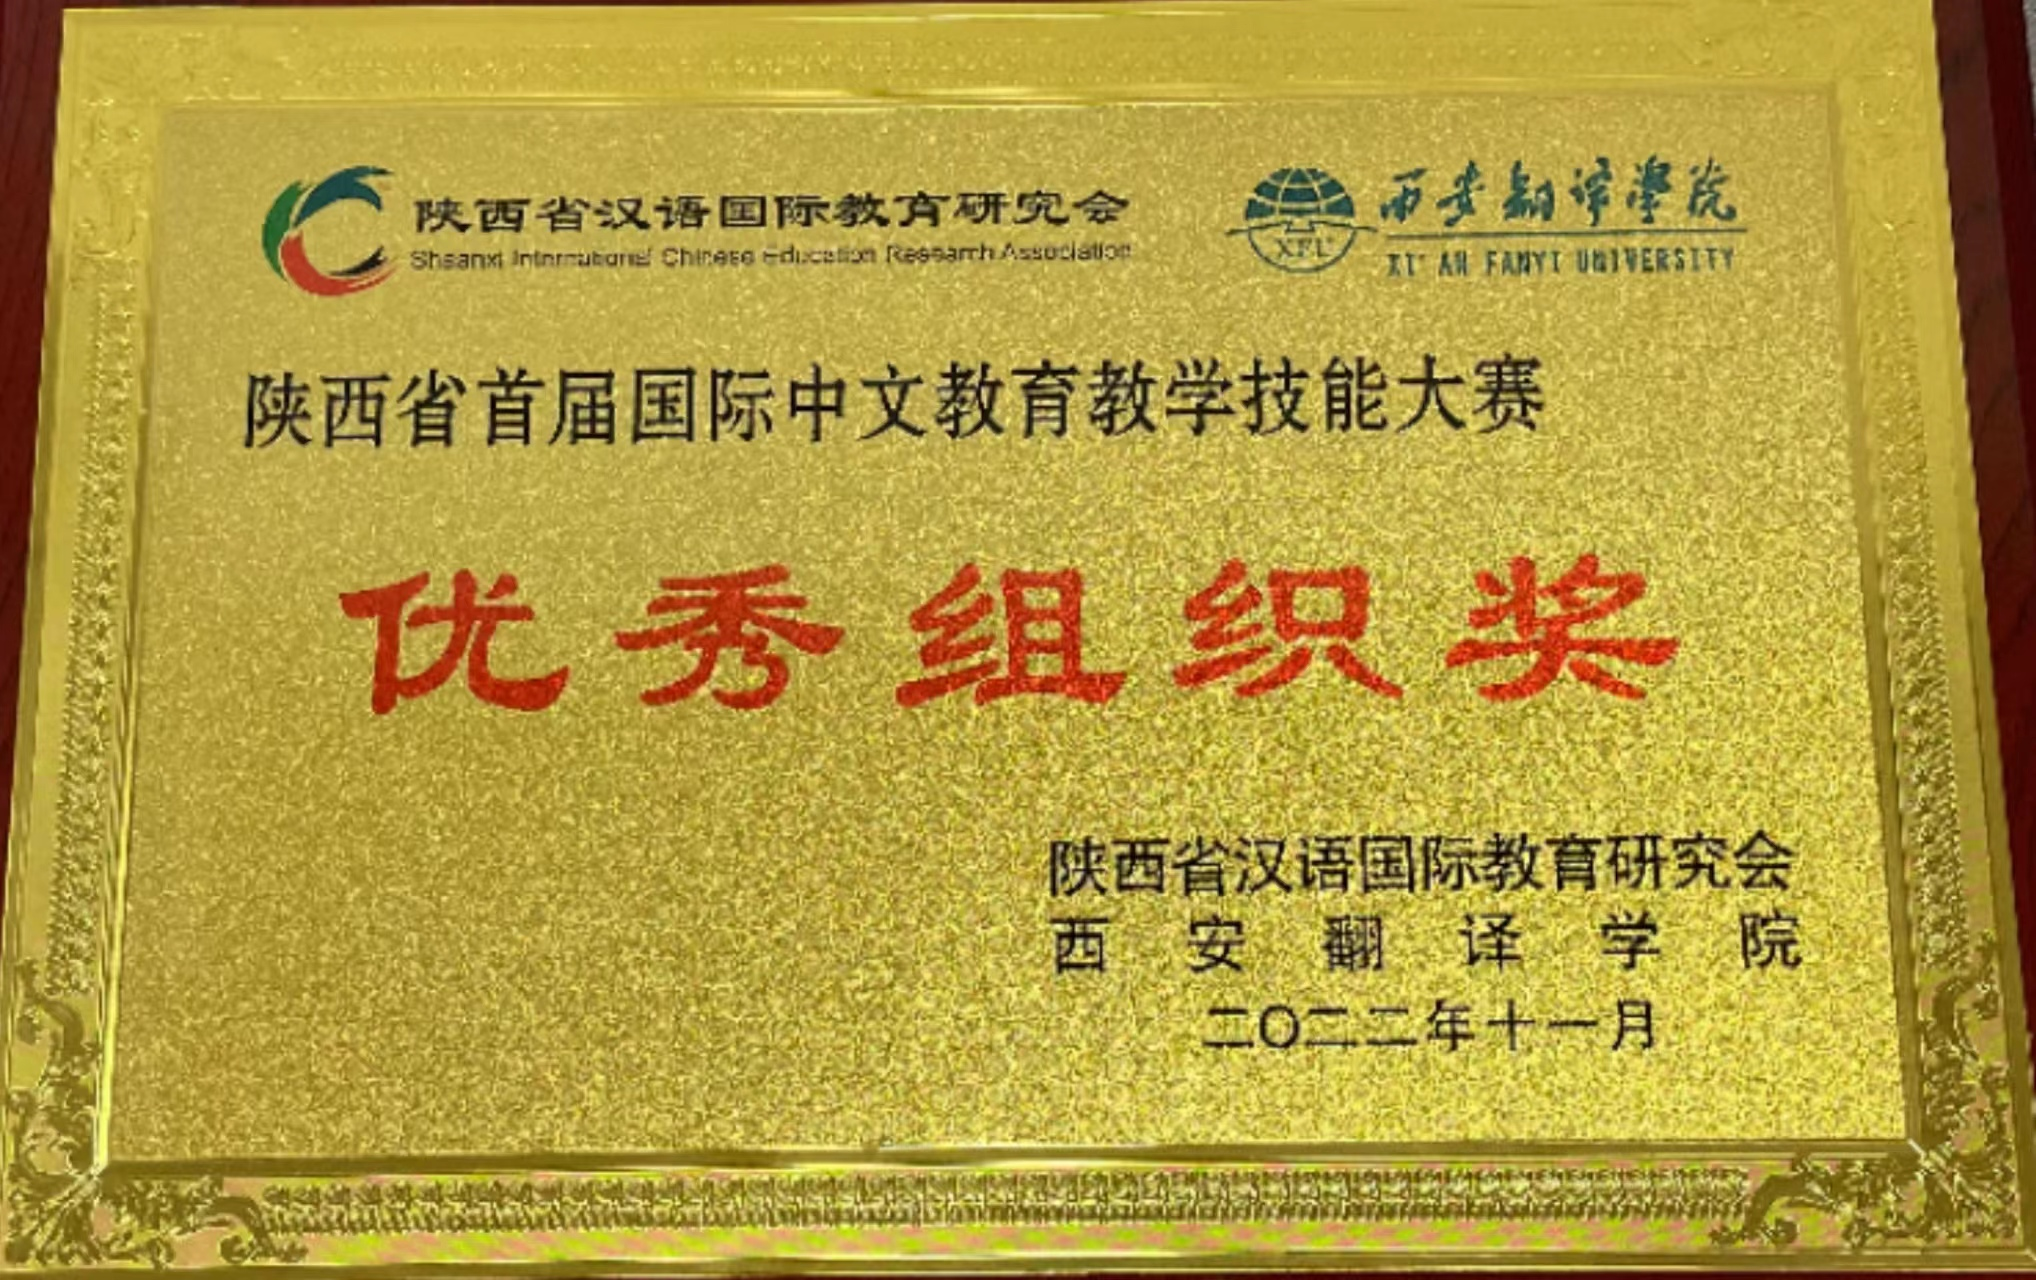 陕西省汉语国际教育研究会
Shaanxi International Chinese Education Research Association
西安翻译学院
XFU
XI'AN FANYI UNIVERSITY
陕西省首届国际中文教育教学技能大赛
优秀组织奖
陕西省汉语国际教育研究会
西安翻译学院
二〇二二年十一月